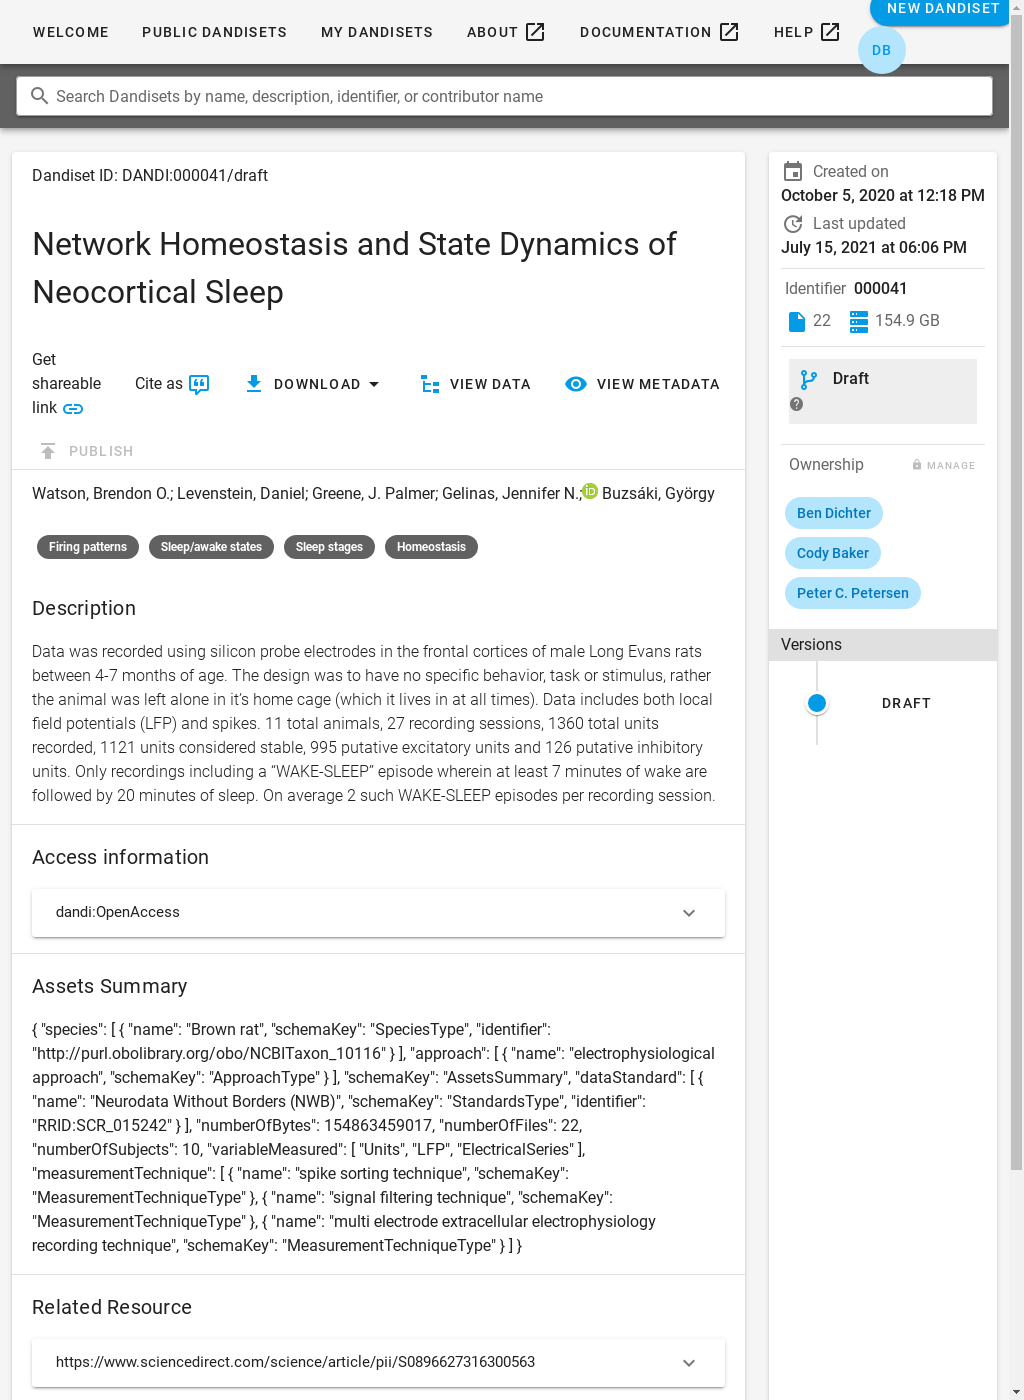 WELCOME PUBLIC DANDISETS MY DANDISETS ABOUT DOCUMENTATION HELP NEW DANDISET
DB
Search Dandisets by name, description, identifier, or contributor name
Dandiset ID: DANDI:000041/draft
Network Homeostasis and State Dynamics of
Neocortical Sleep
Get
shareable
link
Cite as
DOWNLOAD
VIEW DATA
VIEW METADATA
PUBLISH
Watson, Brendon O.; Levenstein, Daniel; Greene, J. Palmer; Gelinas, Jennifer N.; iD Buzsáki, György
Firing patterns Sleep/awake states Sleep stages Homeostasis
Description
Data was recorded using silicon probe electrodes in the frontal cortices of male Long Evans rats
between 4-7 months of age. The design was to have no specific behavior, task or stimulus, rather
the animal was left alone in it’s home cage (which it lives in at all times). Data includes both local
field potentials (LFP) and spikes. 11 total animals, 27 recording sessions, 1360 total units
recorded, 1121 units considered stable, 995 putative excitatory units and 126 putative inhibitory
units. Only recordings including a “WAKE-SLEEP” episode wherein at least 7 minutes of wake are
followed by 20 minutes of sleep. On average 2 such WAKE-SLEEP episodes per recording session.
Access information
dandi:OpenAccess
Assets Summary
{ "species": [ { "name": "Brown rat", "schemaKey": "SpeciesType", "identifier":
"http://purl.obolibrary.org/obo/NCBITaxon_10116" } ], "approach": [ { "name": "electrophysiological
approach", "schemaKey": "ApproachType" } ], "schemaKey": "AssetsSummary", "dataStandard": [ {
"name": "Neurodata Without Borders (NWB)", "schemaKey": "StandardsType", "identifier":
"RRID:SCR_015242" } ], "numberOfBytes": 154863459017, "numberOfFiles": 22,
"numberOfSubjects": 10, "variableMeasured": [ "Units", "LFP", "ElectricalSeries" ],
"measurementTechnique": [ { "name": "spike sorting technique", "schemaKey":
"MeasurementTechniqueType" }, { "name": "signal filtering technique", "schemaKey":
"MeasurementTechniqueType" }, { "name": "multi electrode extracellular electrophysiology
recording technique", "schemaKey": "MeasurementTechniqueType" } ] }
Related Resource
https://www.sciencedirect.com/science/article/pii/S0896627316300563
Created on
October 5, 2020 at 12:18 PM
Last updated
July 15, 2021 at 06:06 PM
Identifier 000041
22 154.9 GB
Draft
?
Ownership MANAGE
Ben Dichter
Cody Baker
Peter C. Petersen
Versions
DRAFT